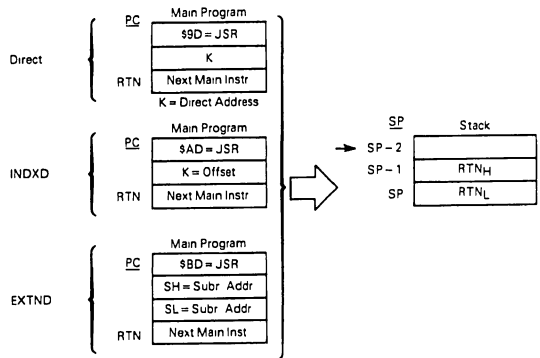 PC Main Program
$9D = JSR
Direct K
RTN Next Main Instr
K = Direct Address
Main Program
PC $AD = JSR
INDXD K = Offset
RTN Next Main Instr
Main Program
PC $BD = JSR
SH = Subr Addr
EXTND SL = Subr Addr
RTN Next Main Inst
SP Stack
SP - 2
SP - 1 RTNH
SP RTNL